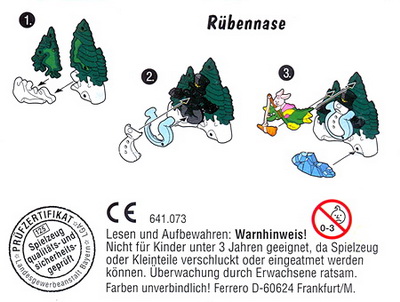 Rübennase
1.
2.
3.
CE 641.073
0-3
PRÜFZERTIFIKAT
LGA
125
Spielzeug
qualitäts- und
sicherheits-
geprüft
Landesgewerbeanstalt Bayern
Lesen und Aufbewahren: Warnhinweis!
Nicht für Kinder unter 3 Jahren geeignet, da Spielzeug
oder Kleinteile verschluckt oder eingeatmet werden
können. Überwachung durch Erwachsene ratsam.
Farben unverbindlich! Ferrero D-60624 Frankfurt/M.